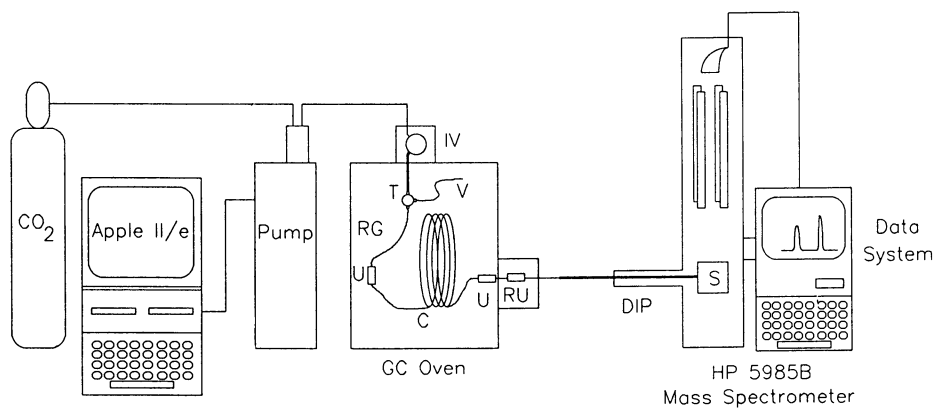 CO2
Apple II/e
Pump
IV
T
V
RG
U
C
U
RU
GC Oven
DIP
S
HP 5985B
Mass Spectrometer
Data
System